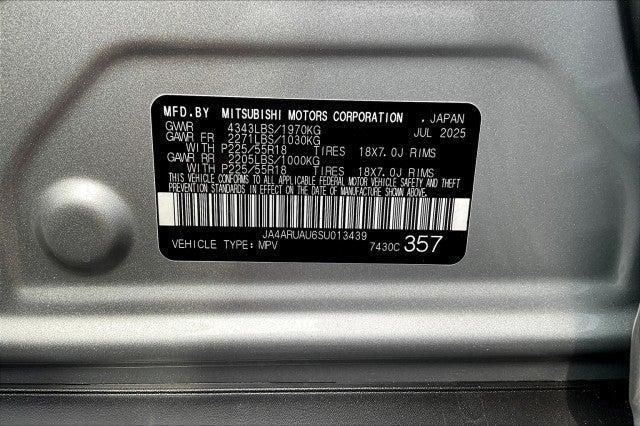 MFD.BY MITSUBISHI MOTORS CORPORATION . JAPAN
GVWR 4343LBS/1970KG JUL 2025
GAWR FR 2271LBS/1030KG
WITH P225/55R18 TIRES 18X7.0J RIMS
GAWR RR 2205LBS/1000KG
WITH P225/55R18 TIRES 18X7.0J RIMS
THIS VEHICLE CONFORMS TO ALL APPLICABLE FEDERAL MOTOR VEHICLE SAFETY AND THEFT
PREVENTION STANDARDS IN EFFECT ON THE DATE OF MANUFACTURE SHOWN ABOVE.
JA4ARUAU6SU013439
VEHICLE TYPE: MPV 7430C 357